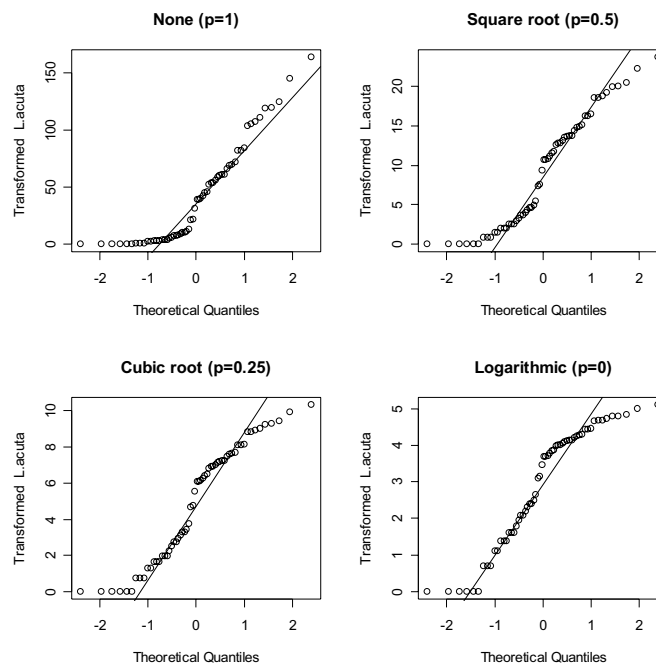 None (p=1)
Transformed L.acuta
150
100
50
0
-2 -1 0 1 2
Theoretical Quantiles
Square root (p=0.5)
Transformed L.acuta
20
15
10
5
0
-2 -1 0 1 2
Theoretical Quantiles
Cubic root (p=0.25)
Transformed L.acuta
10
8
6
4
2
0
-2 -1 0 1 2
Theoretical Quantiles
Logarithmic (p=0)
Transformed L.acuta
5
4
3
2
1
0
-2 -1 0 1 2
Theoretical Quantiles